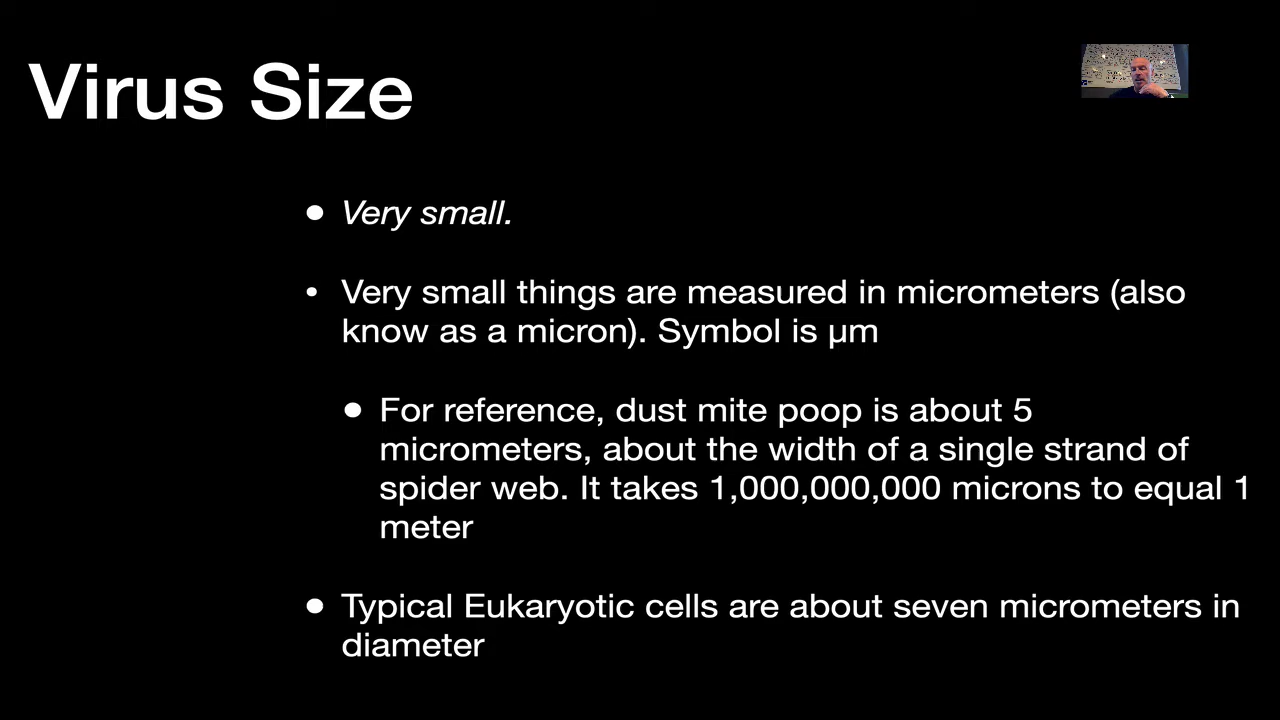 Virus Size
• Very small.
• Very small things are measured in micrometers (also
know as a micron). Symbol is µm
• For reference, dust mite poop is about 5
micrometers, about the width of a single strand of
spider web. It takes 1,000,000,000 microns to equal 1
meter
• Typical Eukaryotic cells are about seven micrometers in
diameter